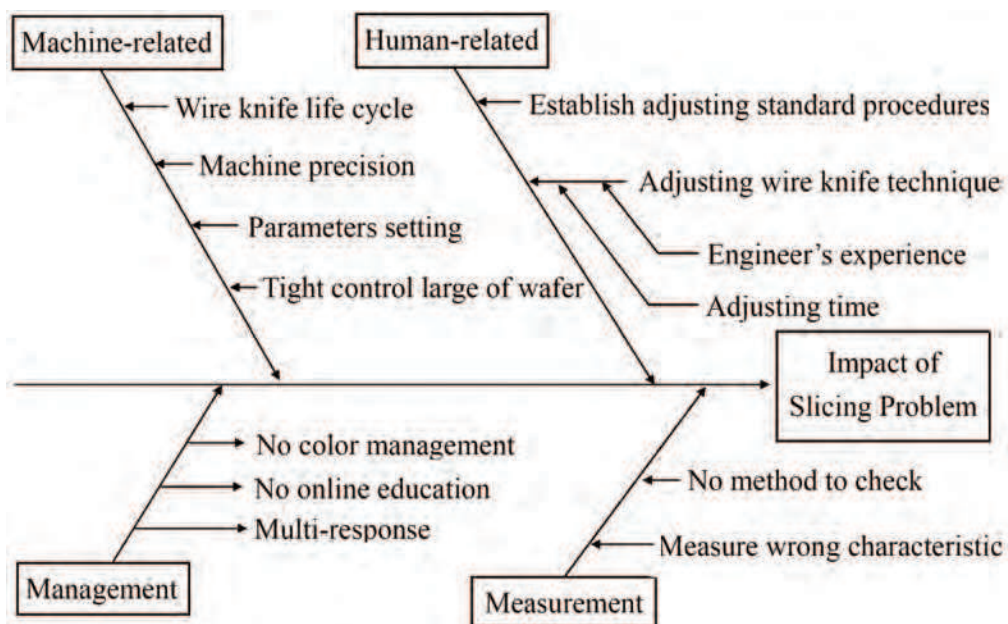 Machine-related
Human-related
Wire knife life cycle
Machine precision
Parameters setting
Tight control large of wafer
Establish adjusting standard procedures
Adjusting wire knife technique
Engineer’s experience
Adjusting time
Impact of
Slicing Problem
No color management
No online education
Multi-response
Management
No method to check
Measure wrong characteristic
Measurement